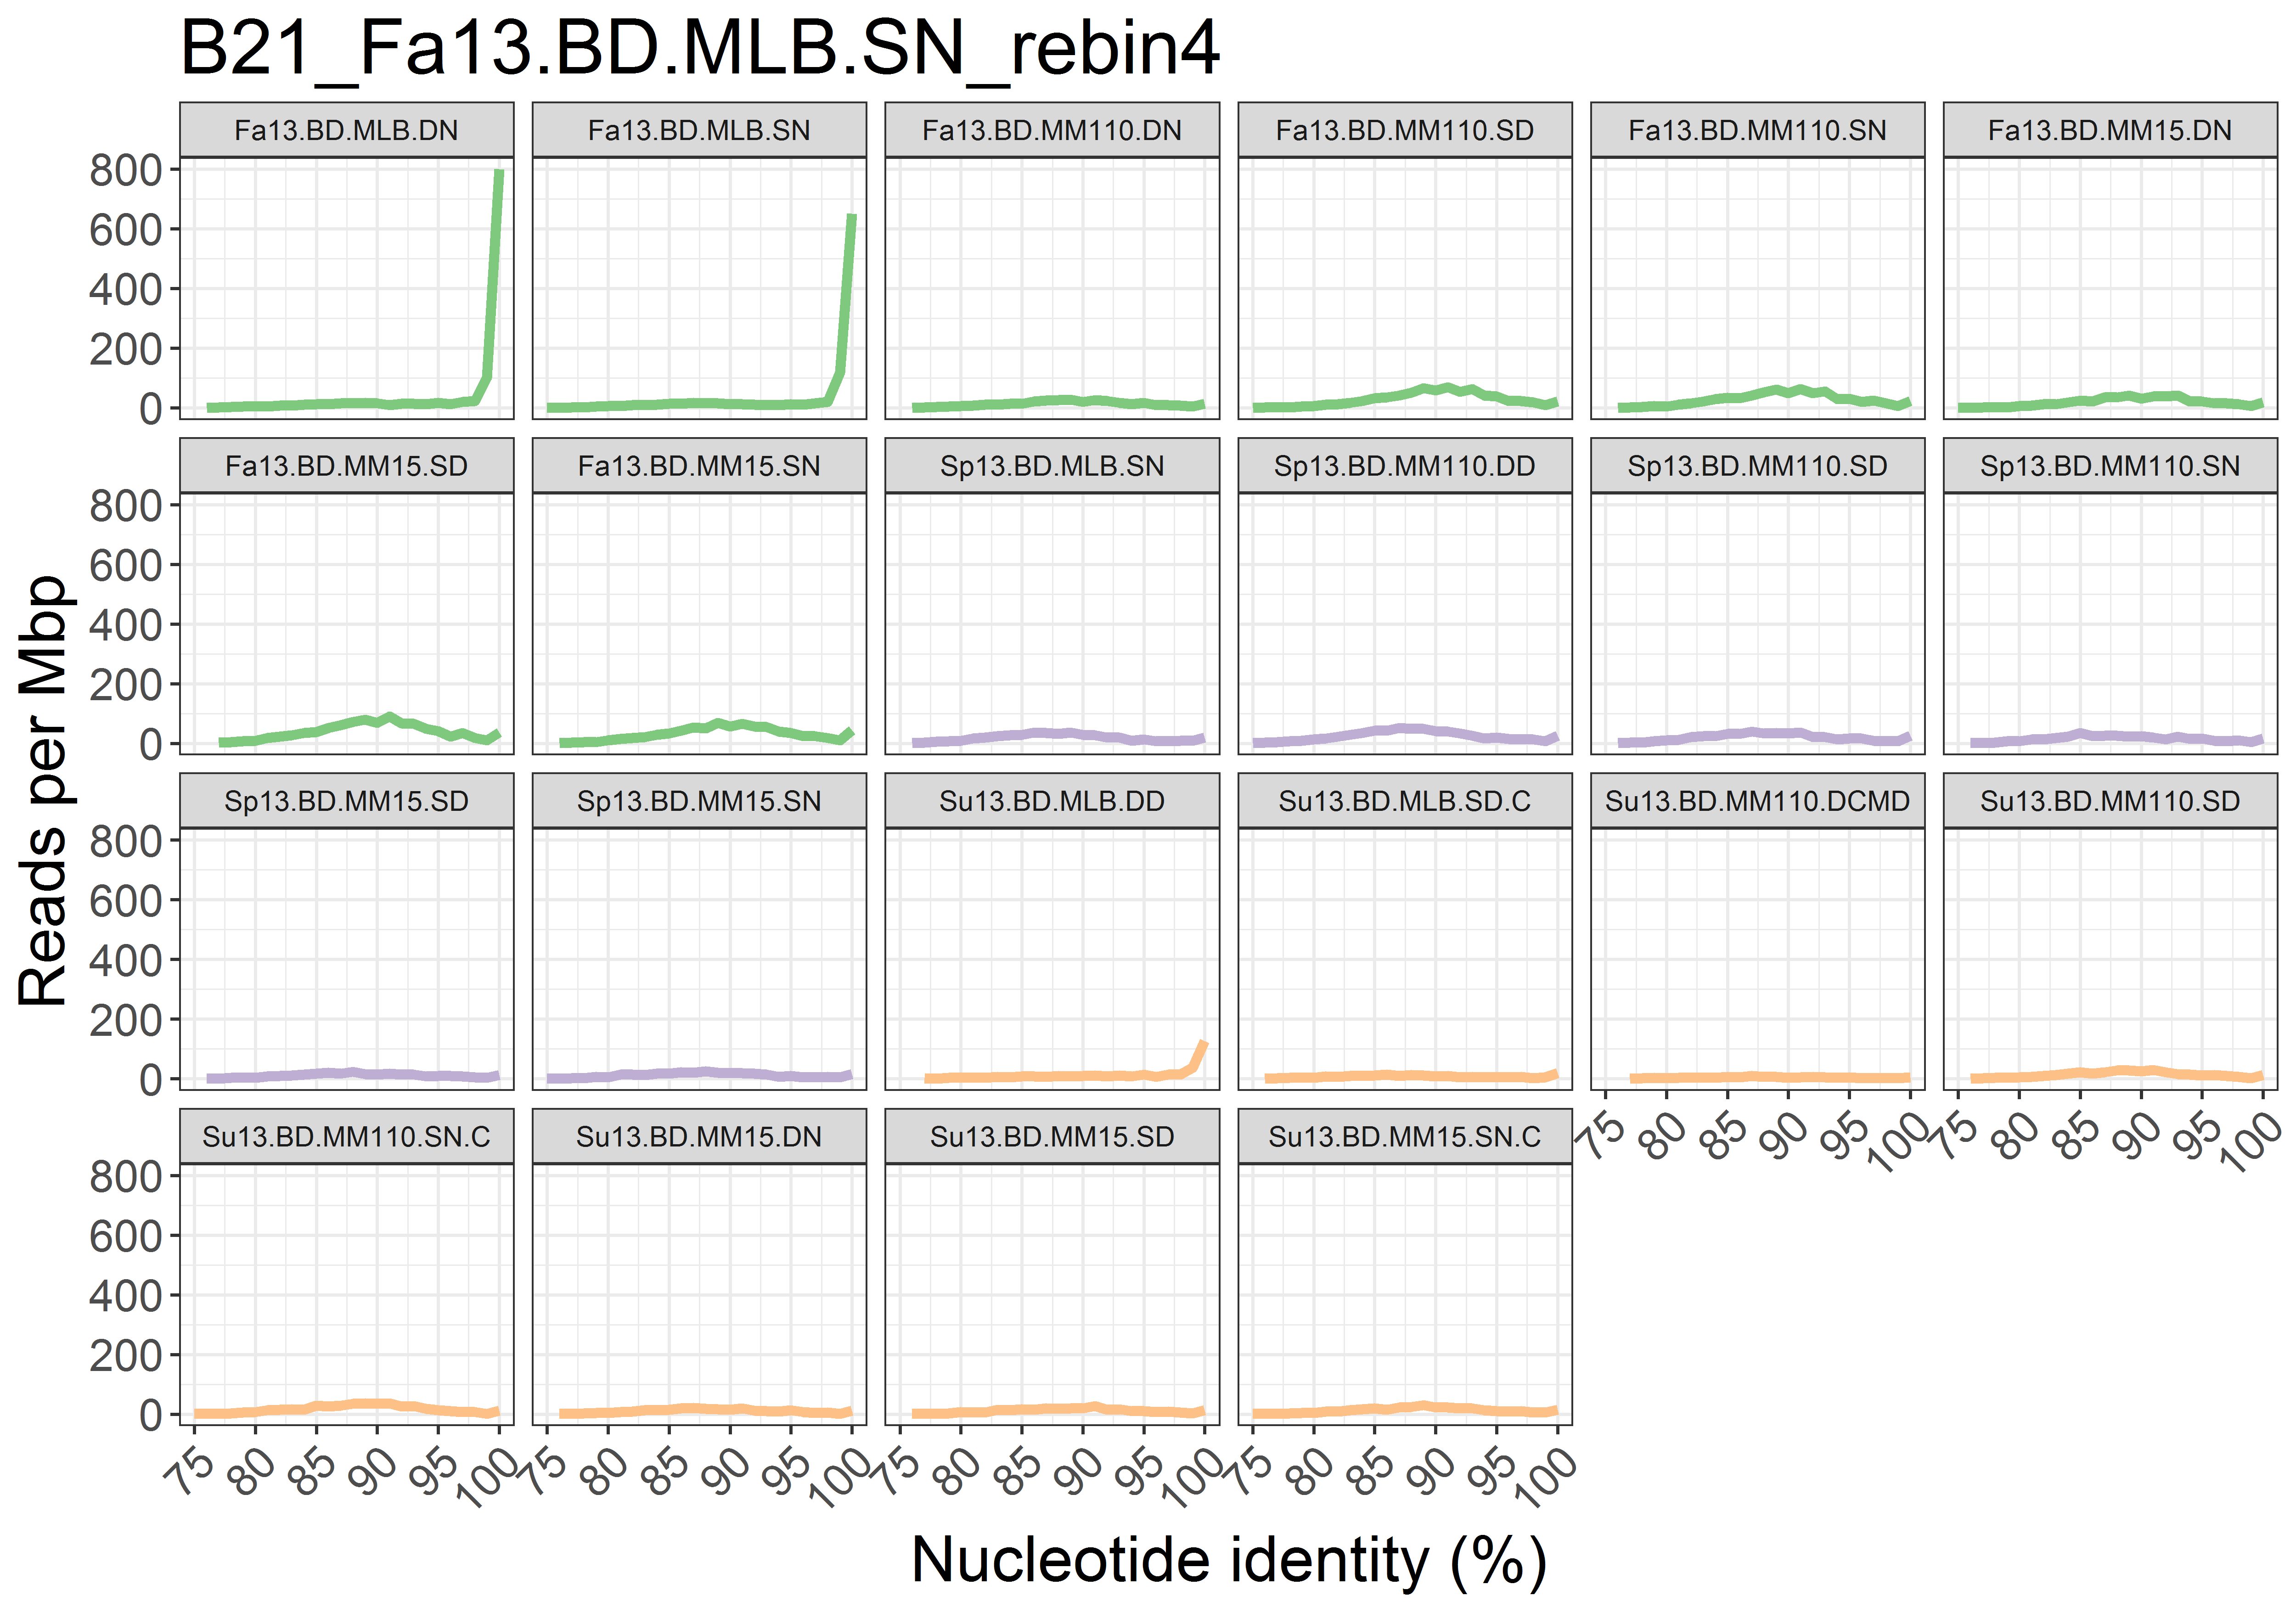 B21_Fa13.BD.MLB.SN_rebin4
Fa13.BD.MLB.DN Fa13.BD.MLB.SN Fa13.BD.MM110.DN Fa13.BD.MM110.SD Fa13.BD.MM110.SN Fa13.BD.MM15.DN
800
600
400
200
0
Fa13.BD.MM15.SD Fa13.BD.MM15.SN Sp13.BD.MLB.SN Sp13.BD.MM110.DD Sp13.BD.MM110.SD Sp13.BD.MM110.SN
800
600
400
200
0
Sp13.BD.MM15.SD Sp13.BD.MM15.SN Su13.BD.MLB.DD Su13.BD.MLB.SD.C Su13.BD.MM110.DCMD Su13.BD.MM110.SD
800
600
400
200
0
75 80 85 90 95 100 75 80 85 90 95 100
Su13.BD.MM110.SN.C Su13.BD.MM15.DN Su13.BD.MM15.SD Su13.BD.MM15.SN.C
800
600
400
200
0
75 80 85 90 95 100 75 80 85 90 95 100 75 80 85 90 95 100 75 80 85 90 95 100
Reads per Mbp
Nucleotide identity (%)